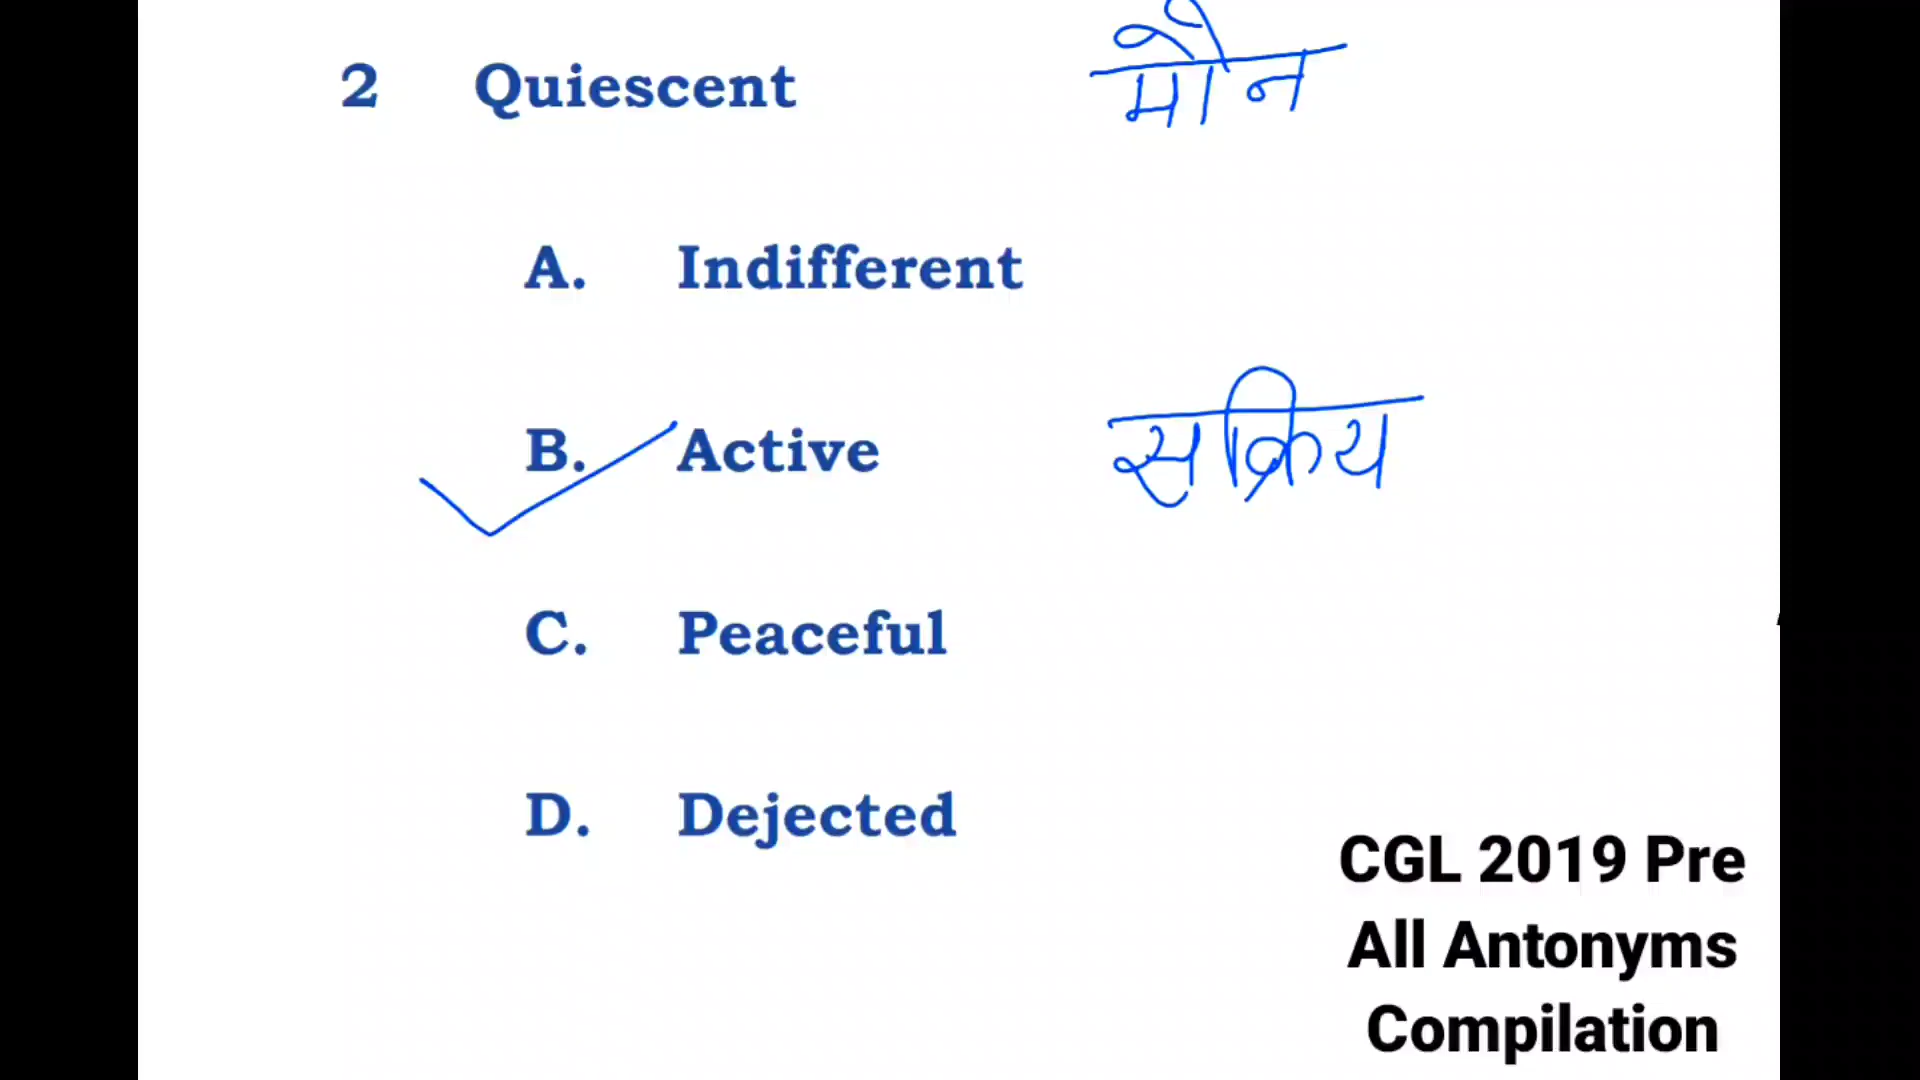 2 Quiescent मौन
A. Indifferent
B. Active सक्रिय
C. Peaceful
D. Dejected
CGL 2019 Pre
All Antonyms
Compilation